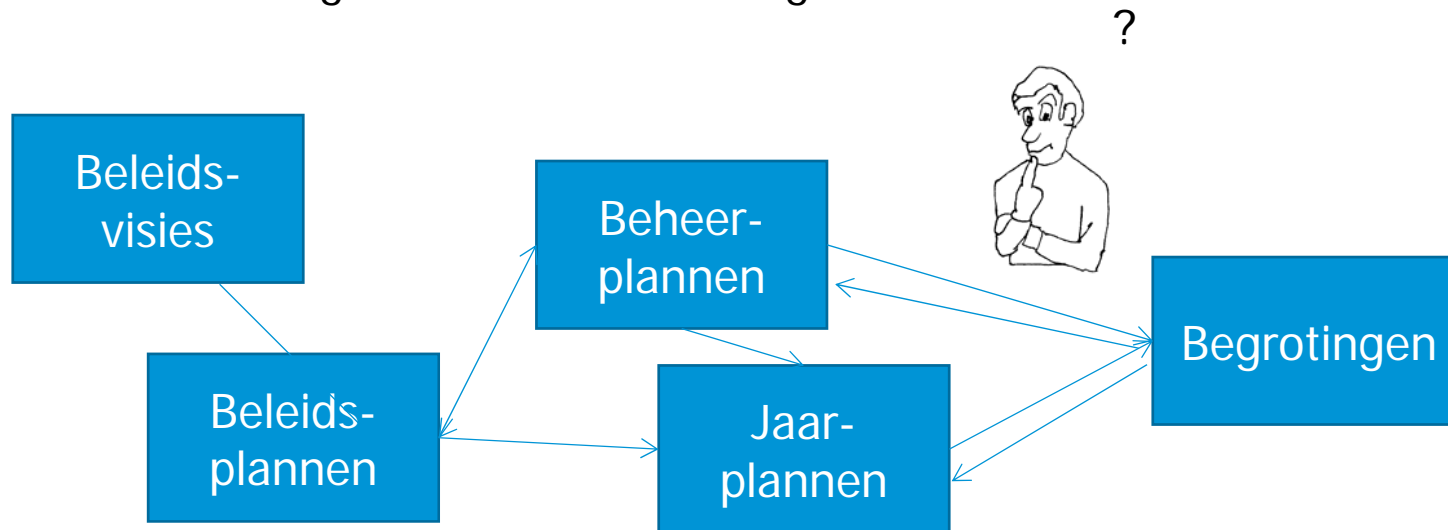 ?
Beleids-
visies
Beheer-
plannen
Begrotingen
Beleids-
plannen
Jaar-
plannen